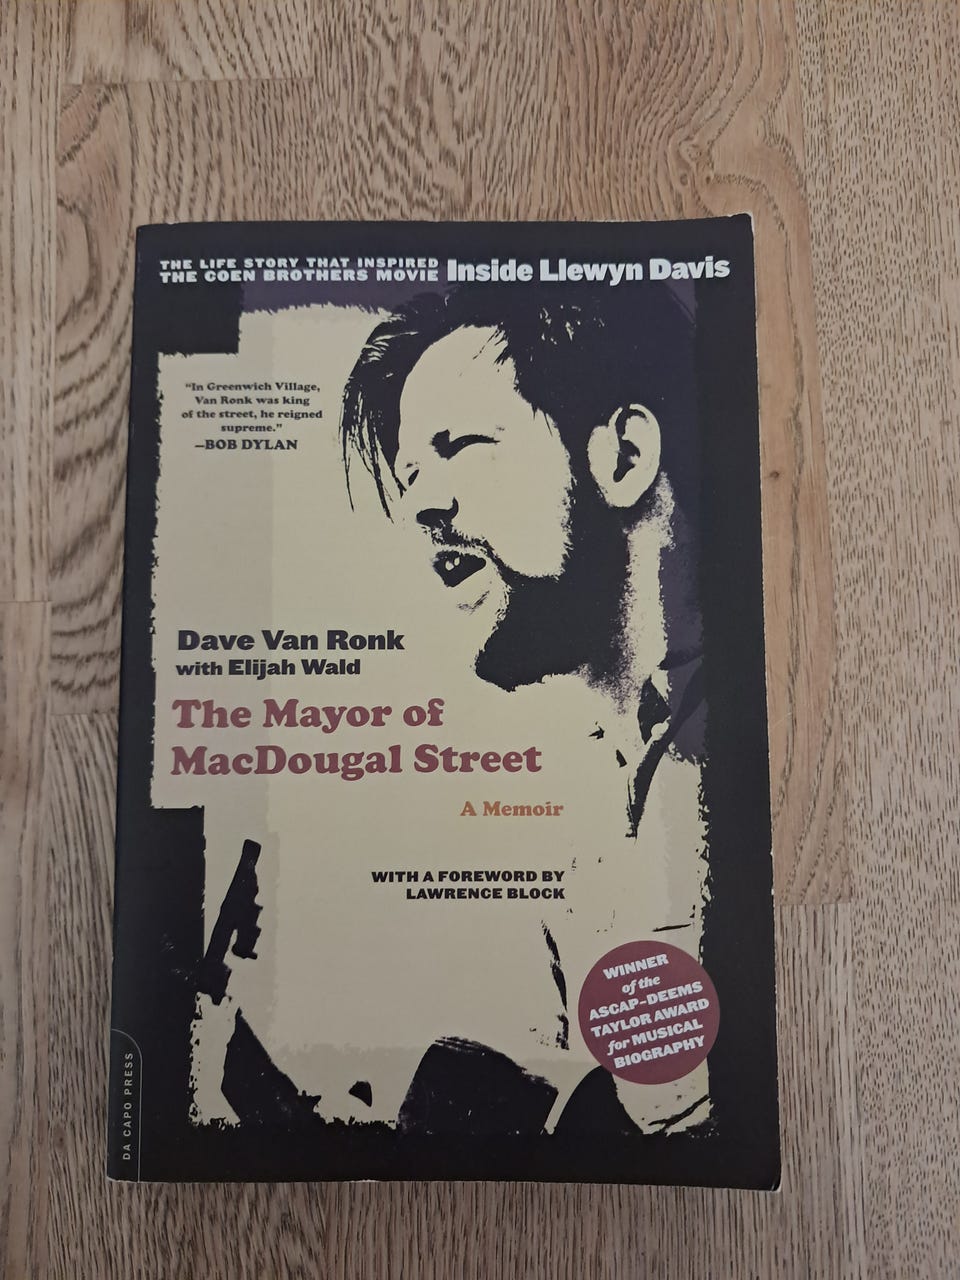 THE LIFE STORY THAT INSPIRED
THE COEN BROTHERS MOVIE Inside Llewyn Davis
“In Greenwich Village,
Van Ronk was king
of the street, he reigned
supreme.”
—BOB DYLAN
Dave Van Ronk
with Elijah Wald
The Mayor of
MacDougal Street
A Memoir
WITH A FOREWORD BY
LAWRENCE BLOCK
WINNER
of the
ASCAP-DEEMS
TAYLOR AWARD
for MUSICAL
BIOGRAPHY
DA CAPO PRESS